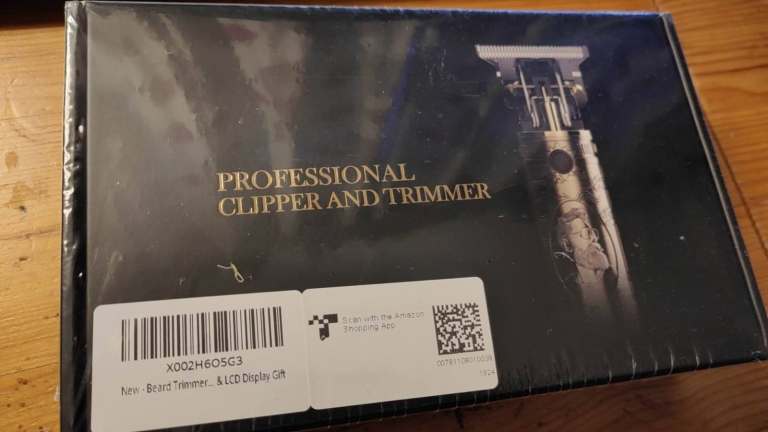 PROFESSIONAL
CLIPPER AND TRIMMER
X002H6O5G3
New - Beard Trimmer... & LCD Display Gift
Scan with the Amazon
Shopping App